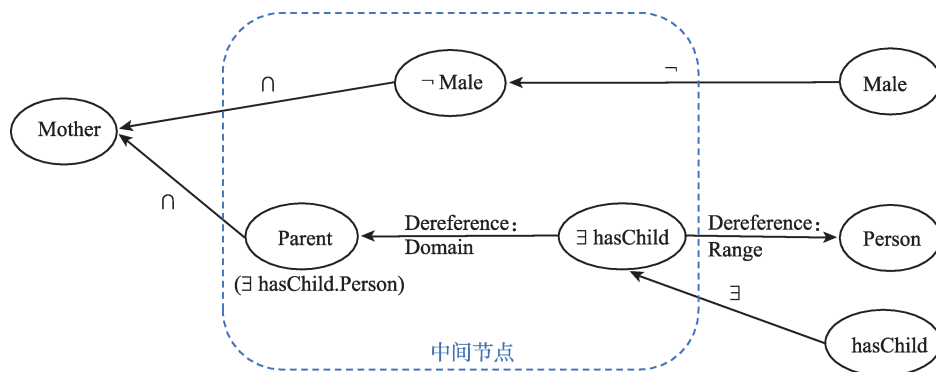 ∩
¬ Male
¬
Male
Mother
∩
Parent
(∃ hasChild.Person)
Dereference：
Domain
∃ hasChild
Dereference：
Range
Person
∃
hasChild
中间节点